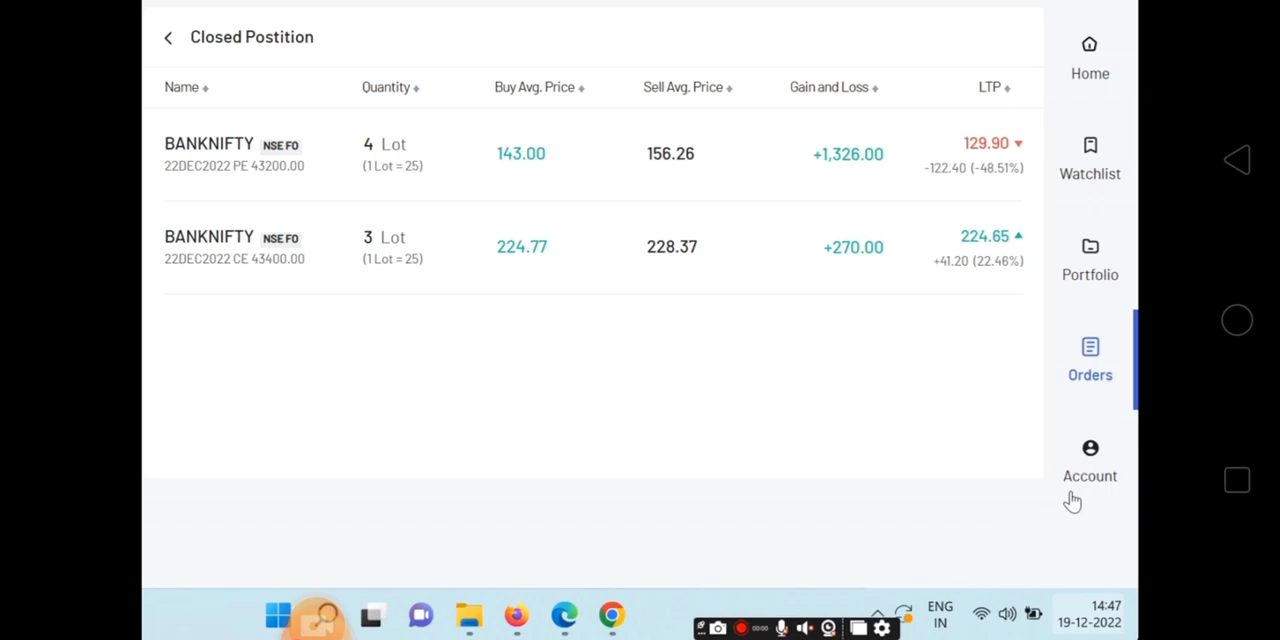 Closed Postition
Name Quantity Buy Avg. Price Sell Avg. Price Gain and Loss LTP
BANKNIFTY NSE FO 4 Lot 143.00 156.26 +1,326.00 129.90
22DEC2022 PE 43200.00 (1 Lot = 25) -122.40 (-48.51%)
BANKNIFTY NSE FO 3 Lot 224.77 228.37 +270.00 224.65
22DEC2022 CE 43400.00 (1 Lot = 25) +41.20 (22.46%)
Home
Watchlist
Portfolio
Orders
Account
00:00
ENG
IN
14:47
19-12-2022